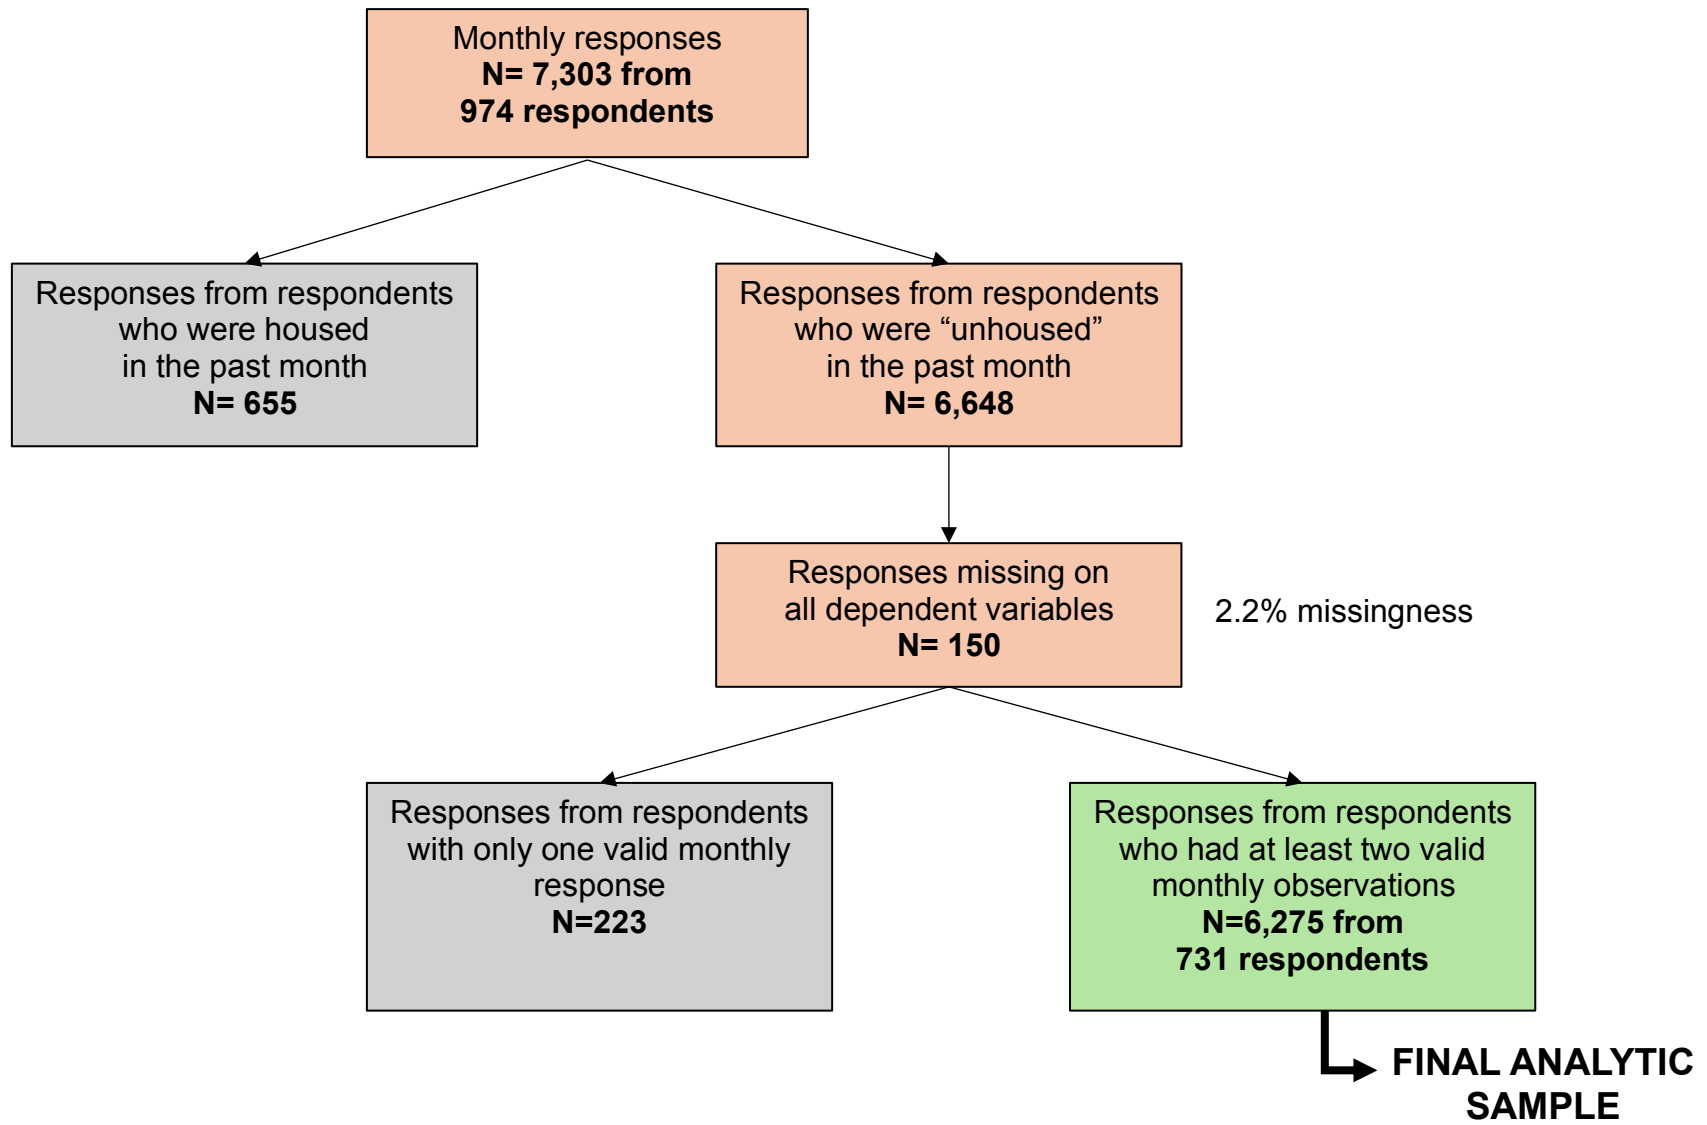 Monthly responses
N= 7,303 from
974 respondents
Responses from respondents
who were housed
in the past month
N= 655
Responses from respondents
who were “unhoused”
in the past month
N= 6,648
Responses missing on
all dependent variables
N= 150
2.2% missingness
Responses from respondents
with only one valid monthly
response
N=223
Responses from respondents
who had at least two valid
monthly observations
N=6,275 from
731 respondents
FINAL ANALYTIC
SAMPLE